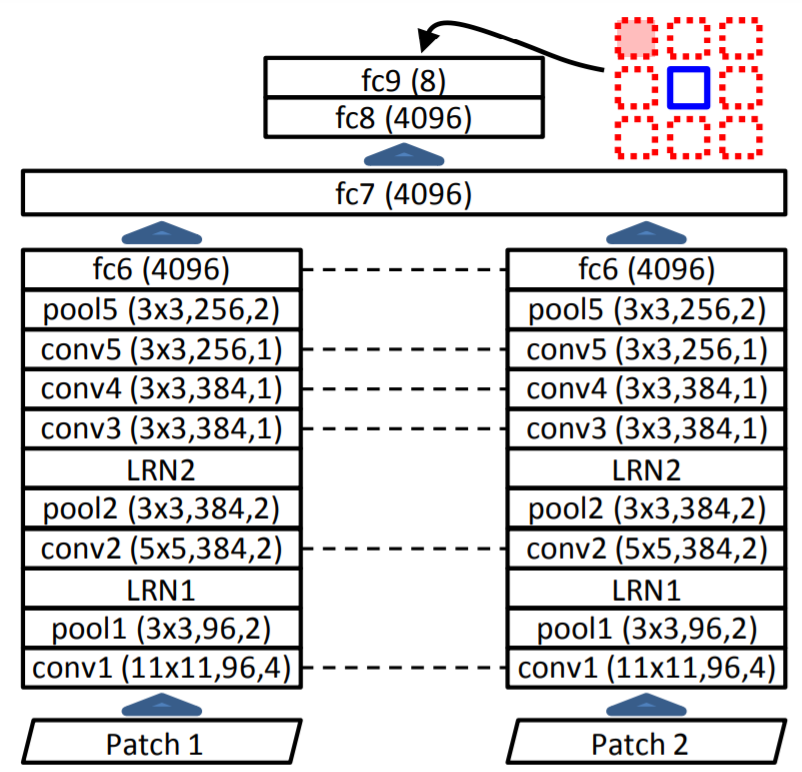 fc9 (8)
fc8 (4096)
fc7 (4096)
fc6 (4096)
pool5 (3x3,256,2)
conv5 (3x3,256,1)
conv4 (3x3,384,1)
conv3 (3x3,384,1)
LRN2
pool2 (3x3,384,2)
conv2 (5x5,384,2)
LRN1
pool1 (3x3,96,2)
conv1 (11x11,96,4)
Patch 1
fc6 (4096)
pool5 (3x3,256,2)
conv5 (3x3,256,1)
conv4 (3x3,384,1)
conv3 (3x3,384,1)
LRN2
pool2 (3x3,384,2)
conv2 (5x5,384,2)
LRN1
pool1 (3x3,96,2)
conv1 (11x11,96,4)
Patch 2